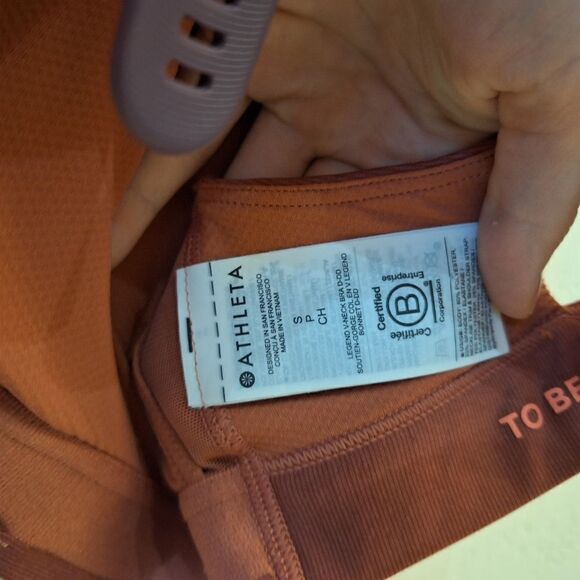 ATHLETA
DESIGNED IN SAN FRANCISCO
CONÇU À SAN FRANCISCO
MADE IN VIETNAM
S
P
CH
LEGEND V-NECK BRA D-DD
SOUTIEN-GORGE COL EN V LEGEND
BONNET D-DD
Certified
Certifiée
B
Entreprise
Corporation
TO BE